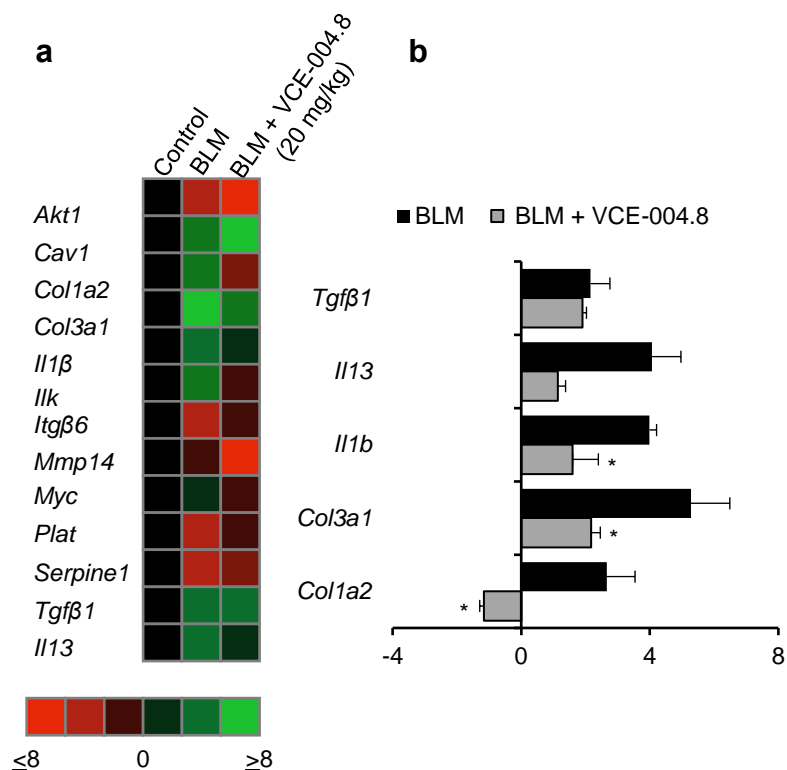 a
b
Control
BLM
BLM + VCE-004.8
(20 mg/kg)
Akt1
Cav1
Col1a2
Col3a1
Il1β
Ilk
Itgβ6
Mmp14
Myc
Plat
Serpine1
Tgfβ1
Il13
≤8
0
≥8
BLM
BLM + VCE-004.8
Tgfβ1
Il13
Il1b
*
Col3a1
*
Col1a2
*
-4
0
4
8